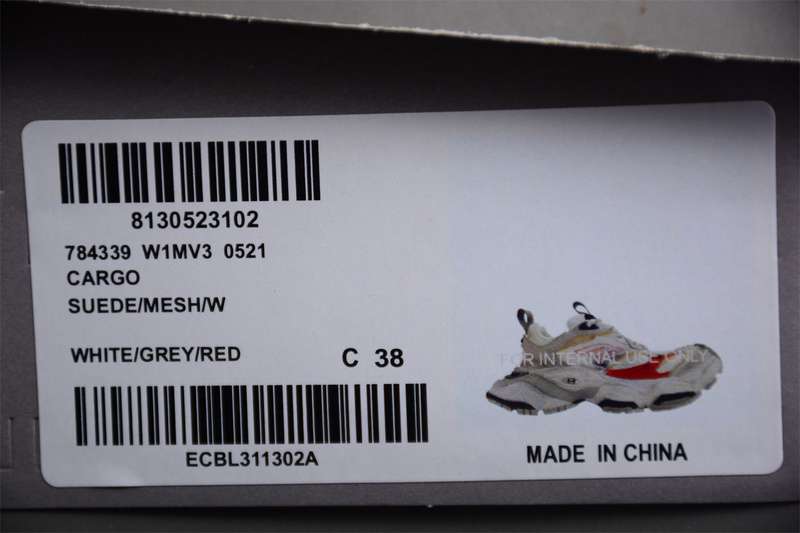 8130523102
784339 W1MV3 0521
CARGO
SUEDE/MESH/W
WHITE/GREY/RED C 38
ECBL311302A
FOR INTERNAL USE ONLY
MADE IN CHINA